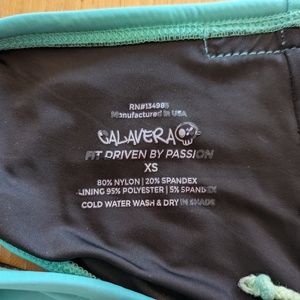 RN#134985
Manufactured in USA
CALAVERA
FIT DRIVEN BY PASSION
XS
80% NYLON | 20% SPANDEX
LINING 95% POLYESTER | 5% SPANDEX
COLD WATER WASH & DRY IN SHADE